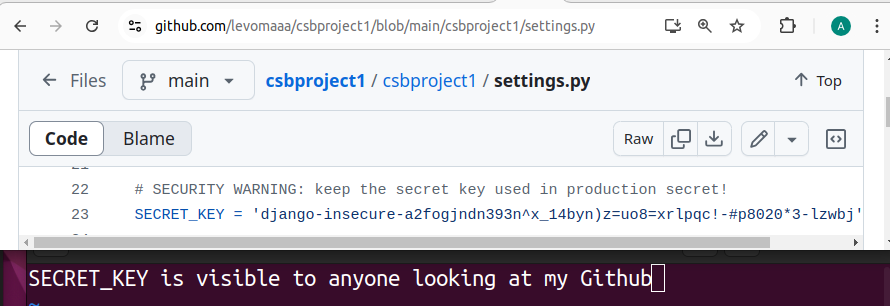 github.com/levomaaa/csbproject1/blob/main/csbproject1/settings.py
A
Files
main
csbproject1 / csbproject1 / settings.py
Top
Code
Blame
Raw
22 # SECURITY WARNING: keep the secret key used in production secret!
23 SECRET_KEY = 'django-insecure-a2fogjndn393n^x_14byn)z=uo8=xrlpqc!-#p8020*3-lzwbj'
SECRET_KEY is visible to anyone looking at my Github
~